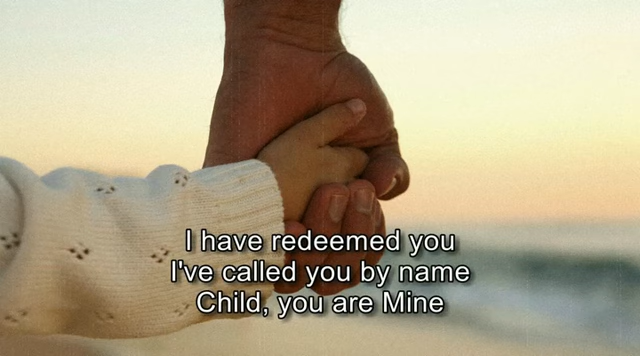 I have redeemed you
I've called you by name
Child, you are Mine